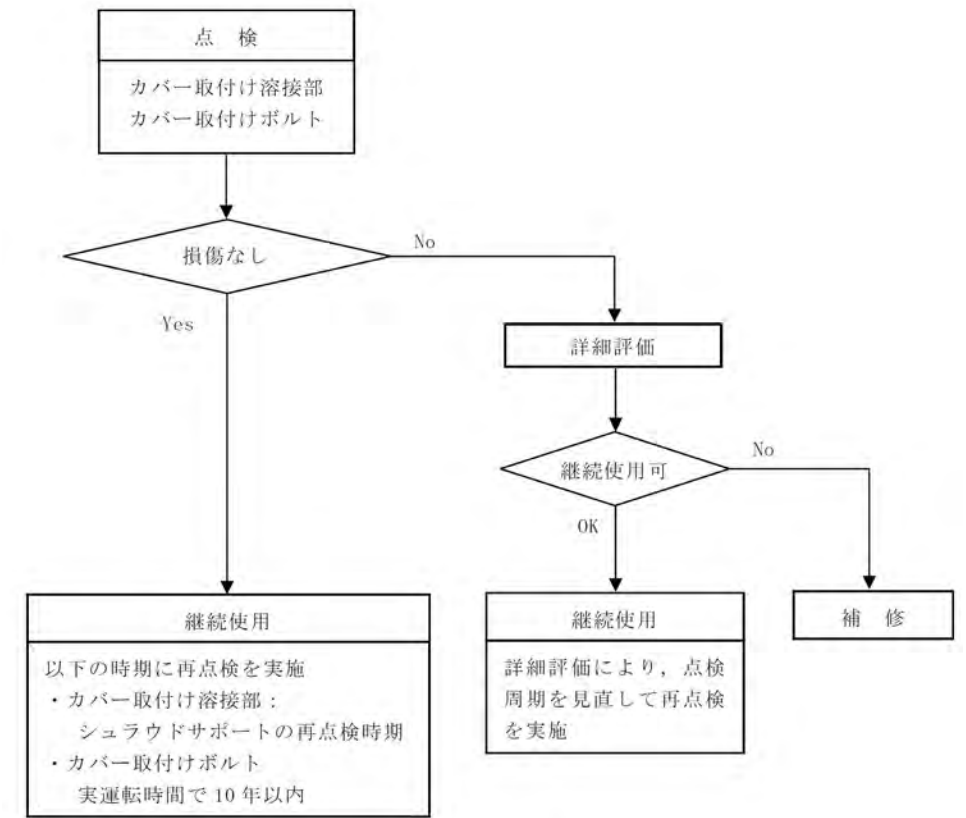 点　検
カバー取付け溶接部
カバー取付けボルト
損傷なし
No
Yes
詳細評価
継続使用可
No
OK
継続使用
以下の時期に再点検を実施
・カバー取付け溶接部：
シュラウドサポートの再点検時期
・カバー取付けボルト
実運転時間で 10 年以内
継続使用
詳細評価により，点検
周期を見直して再点検
を実施
補　修